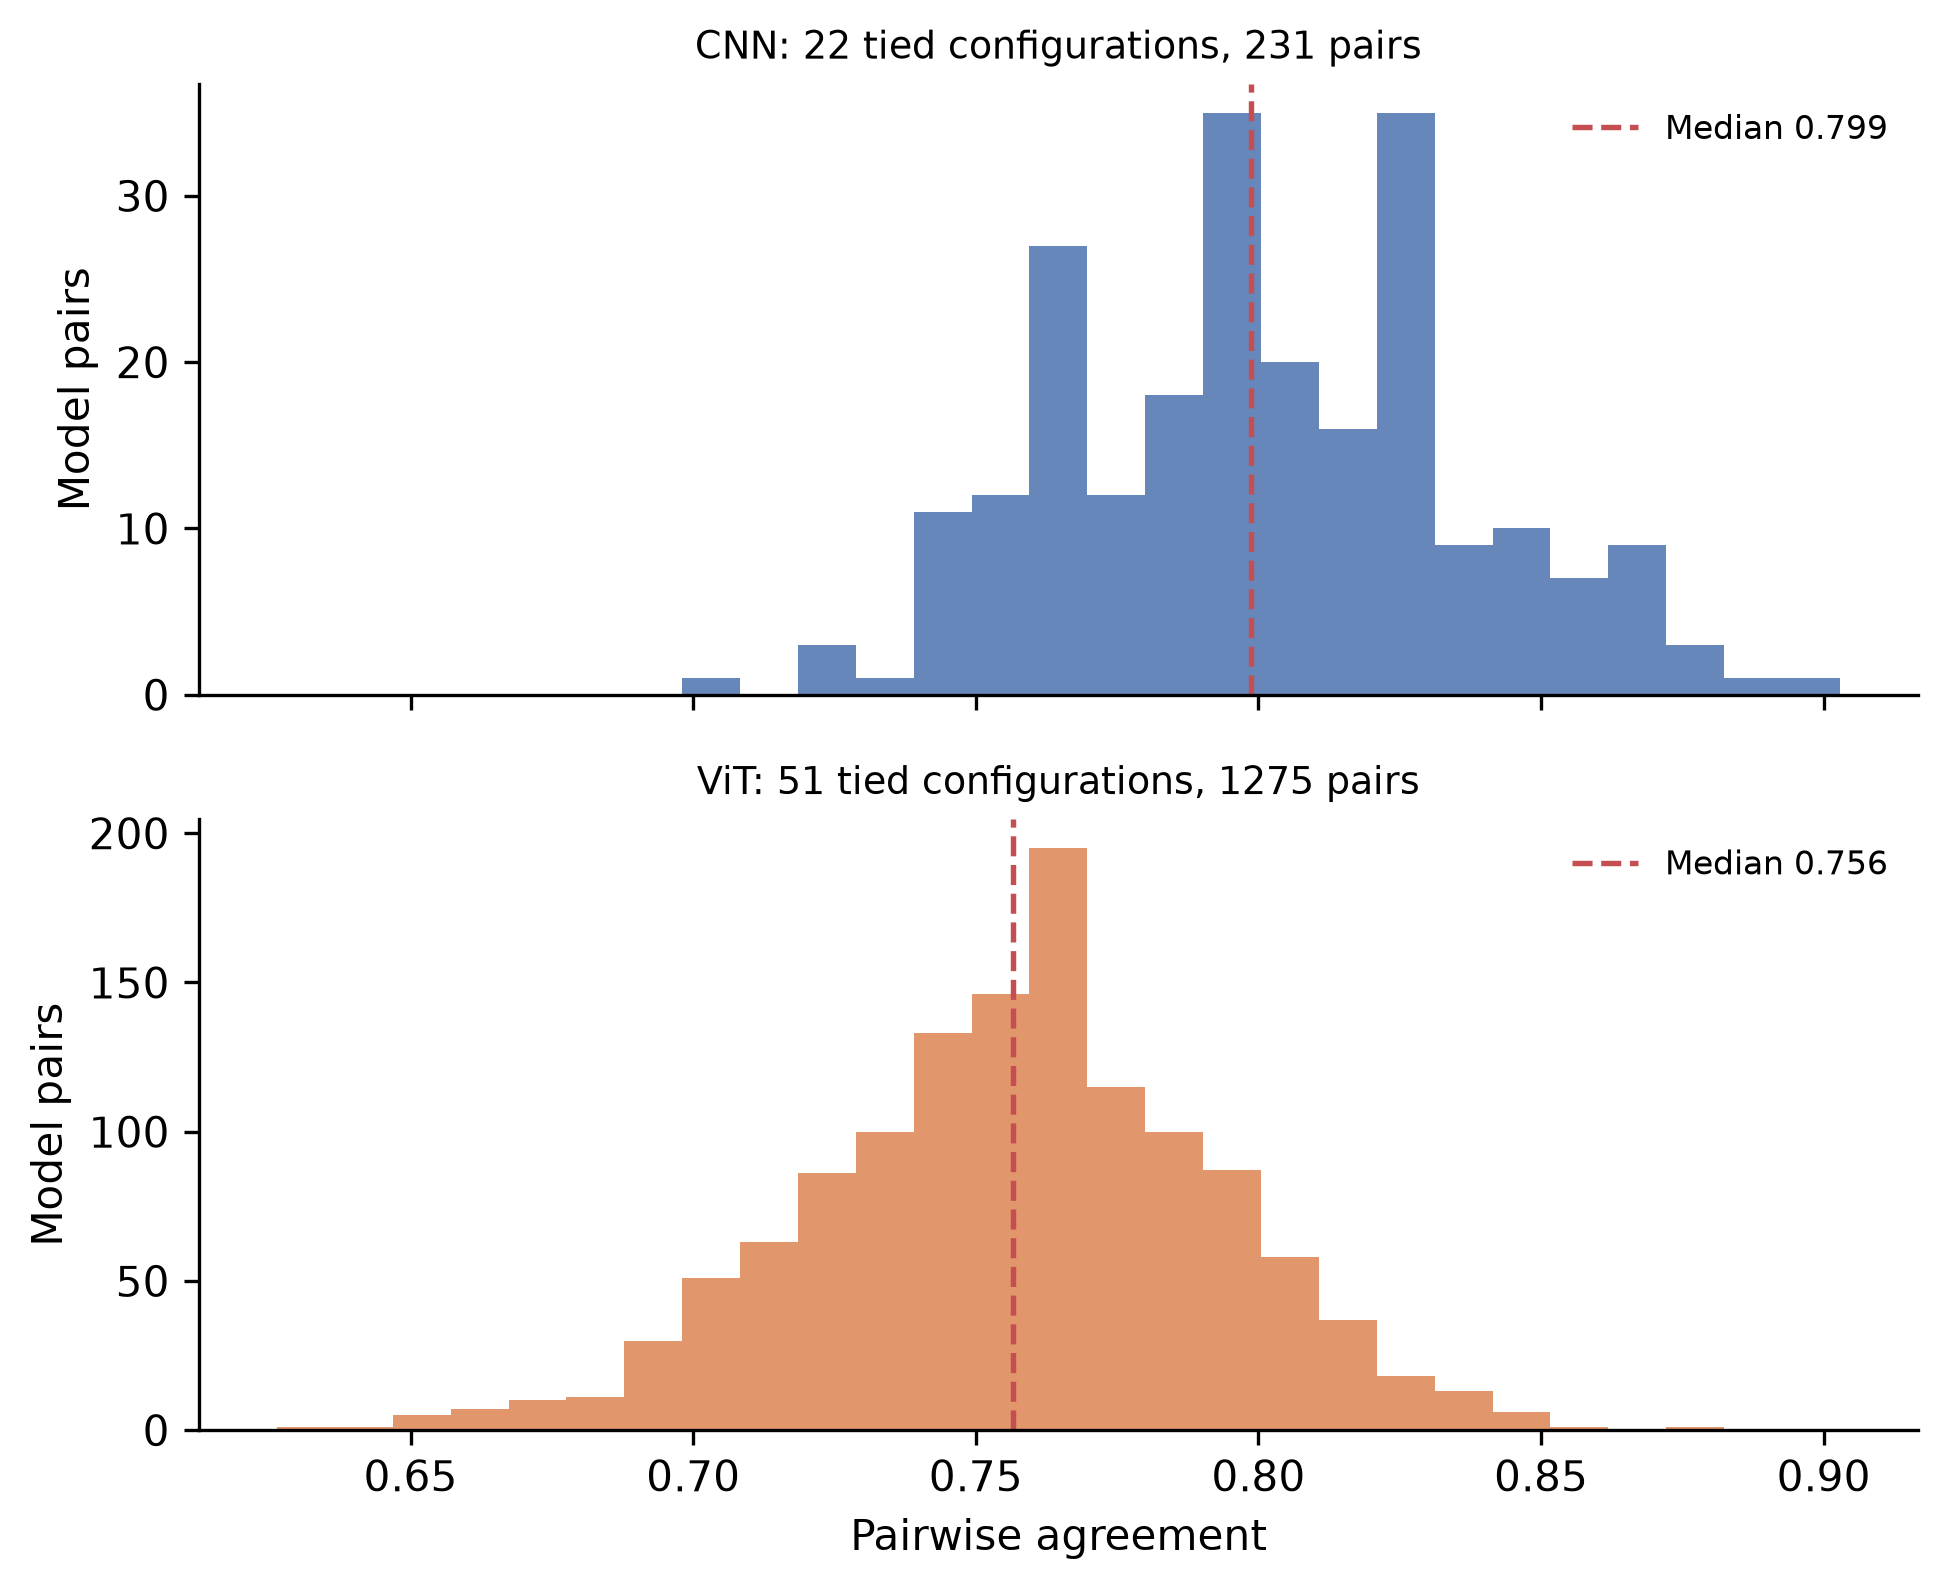 CNN: 22 tied configurations, 231 pairs
Model pairs
30
20
10
0
Median 0.799
ViT: 51 tied configurations, 1275 pairs
Model pairs
200
150
100
50
0
Median 0.756
0.65 0.70 0.75 0.80 0.85 0.90
Pairwise agreement